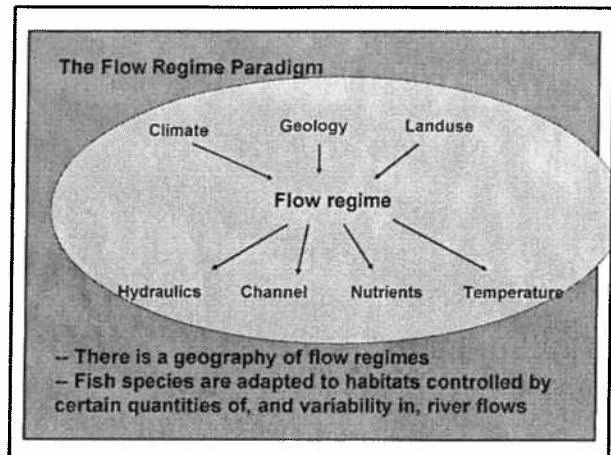 The Flow Regime Paradigm
Climate Geology Landuse
Flow regime
Hydraulics Channel Nutrients Temperature
-- There is a geography of flow regimes
-- Fish species are adapted to habitats controlled by
certain quantities of, and variability in, river flows